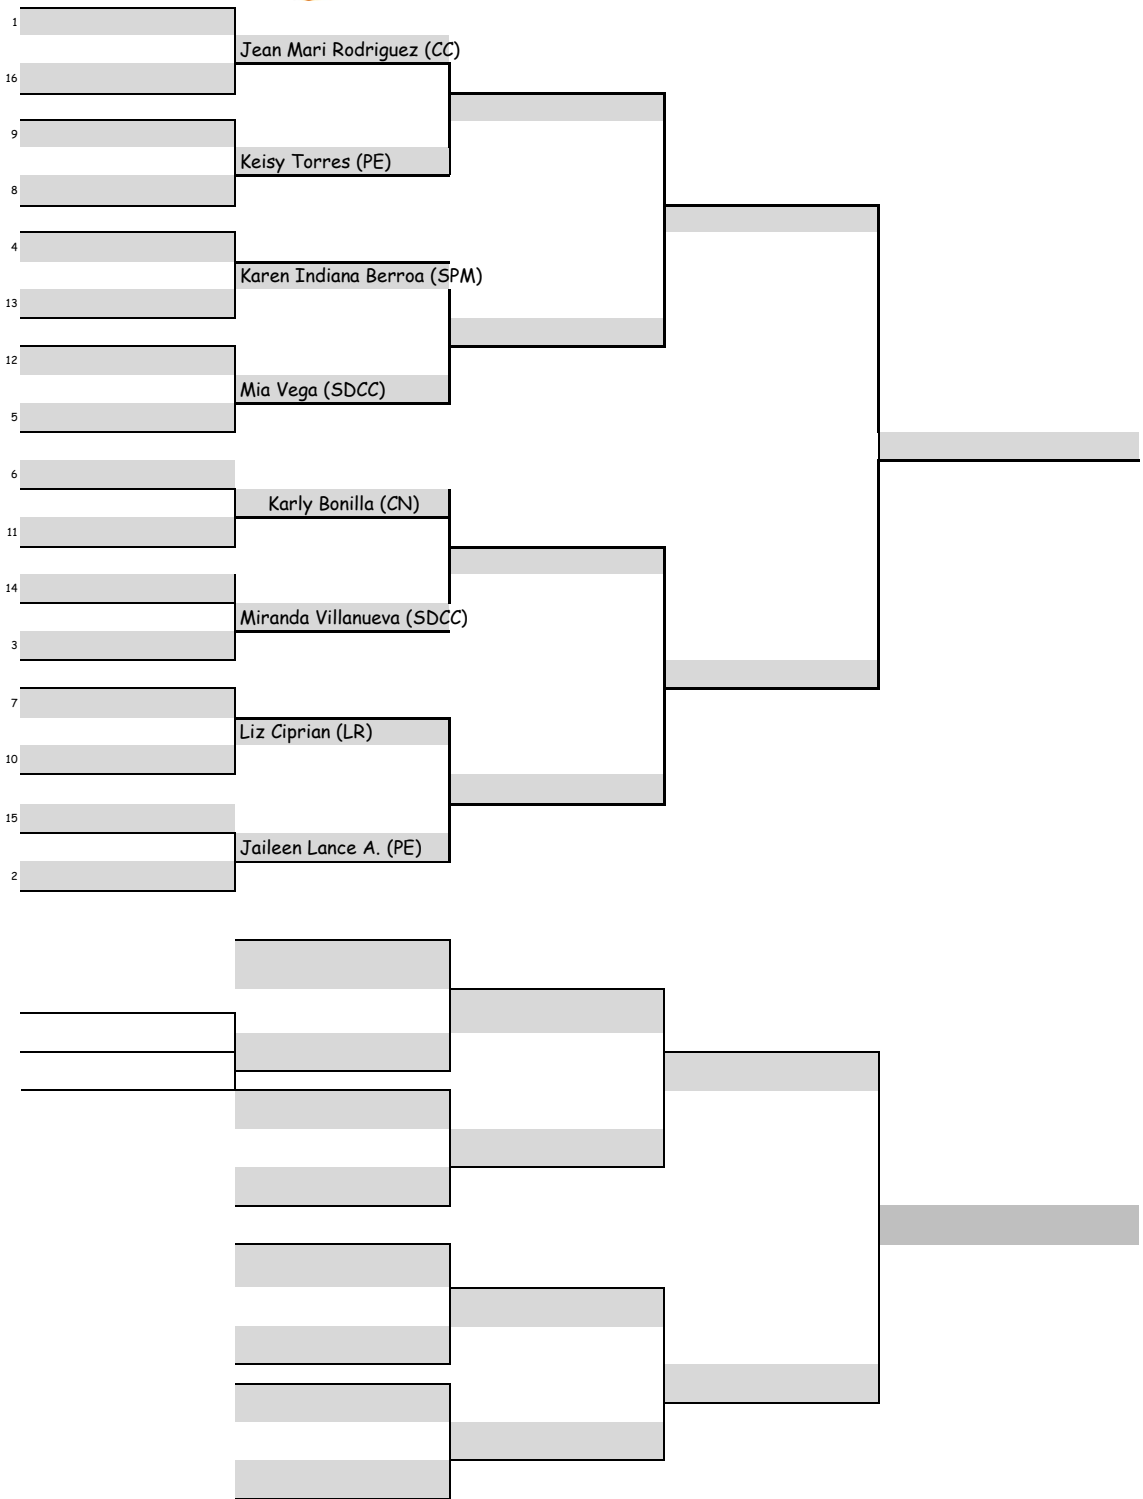 1
Jean Mari Rodriguez (CC)
16
9
Keisy Torres (PE)
8
4
Karen Indiana Berroa (SPM)
13
12
Mia Vega (SDCC)
5
6
Karly Bonilla (CN)
11
14
Miranda Villanueva (SDCC)
3
7
Liz Ciprian (LR)
10
15
Jaileen Lance A. (PE)
2